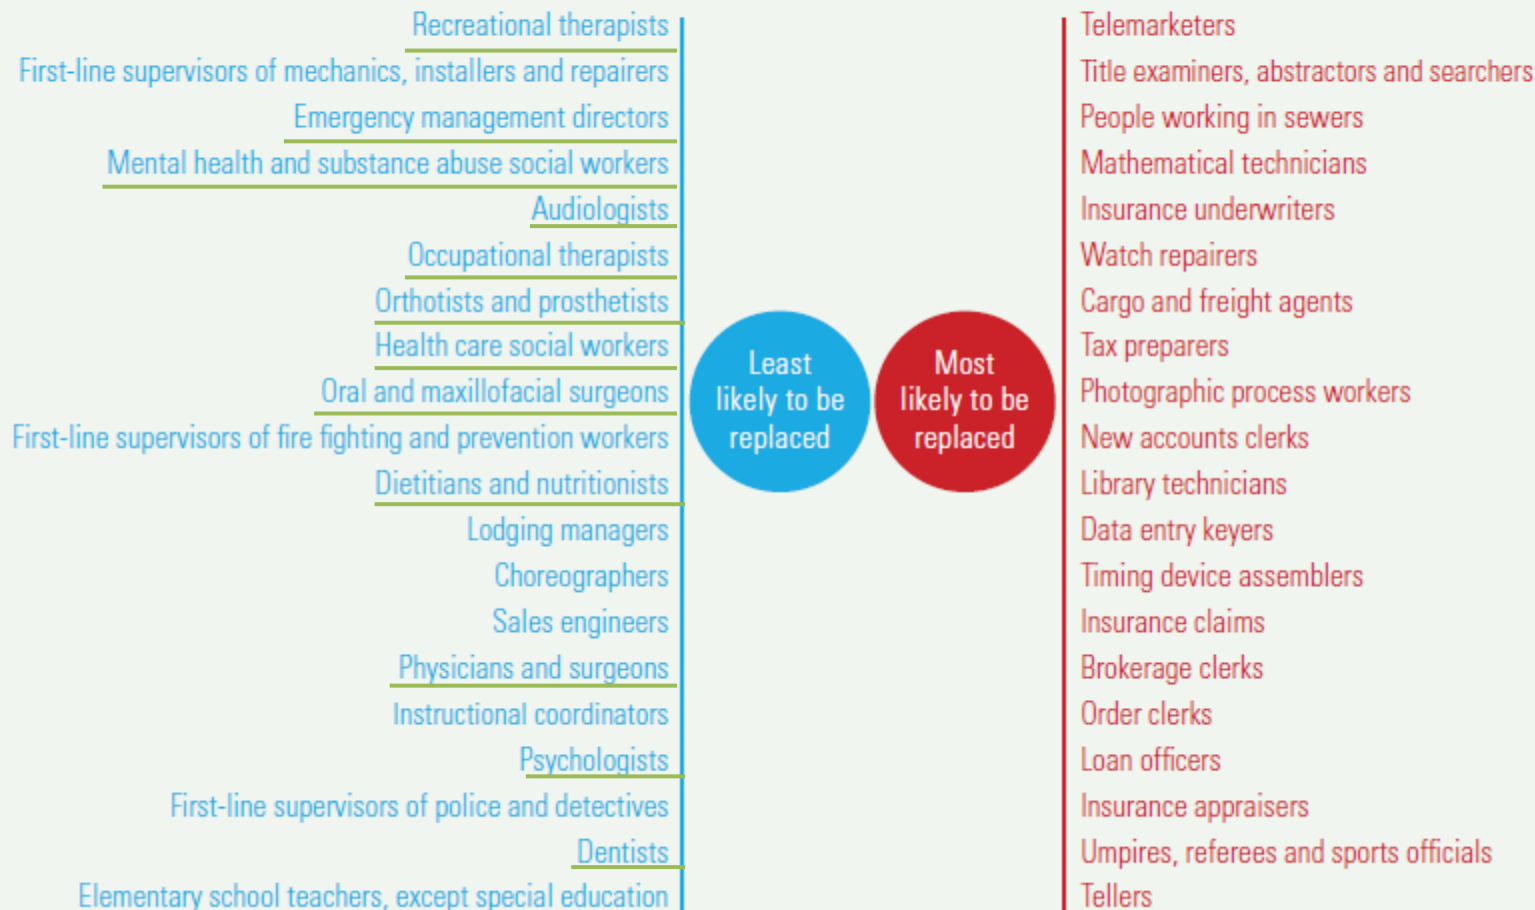 Recreational therapists
First-line supervisors of mechanics, installers and repairers
Emergency management directors
Mental health and substance abuse social workers
Audiologists
Occupational therapists
Orthotists and prosthetists
Health care social workers
Oral and maxillofacial surgeons
First-line supervisors of fire fighting and prevention workers
Dietitians and nutritionists
Lodging managers
Choreographers
Sales engineers
Physicians and surgeons
Instructional coordinators
Psychologists
First-line supervisors of police and detectives
Dentists
Elementary school teachers, except special education
Least
likely to be
replaced
Most
likely to be
replaced
Telemarketers
Title examiners, abstractors and searchers
People working in sewers
Mathematical technicians
Insurance underwriters
Watch repairers
Cargo and freight agents
Tax preparers
Photographic process workers
New accounts clerks
Library technicians
Data entry keyers
Timing device assemblers
Insurance claims
Brokerage clerks
Order clerks
Loan officers
Insurance appraisers
Umpires, referees and sports officials
Tellers